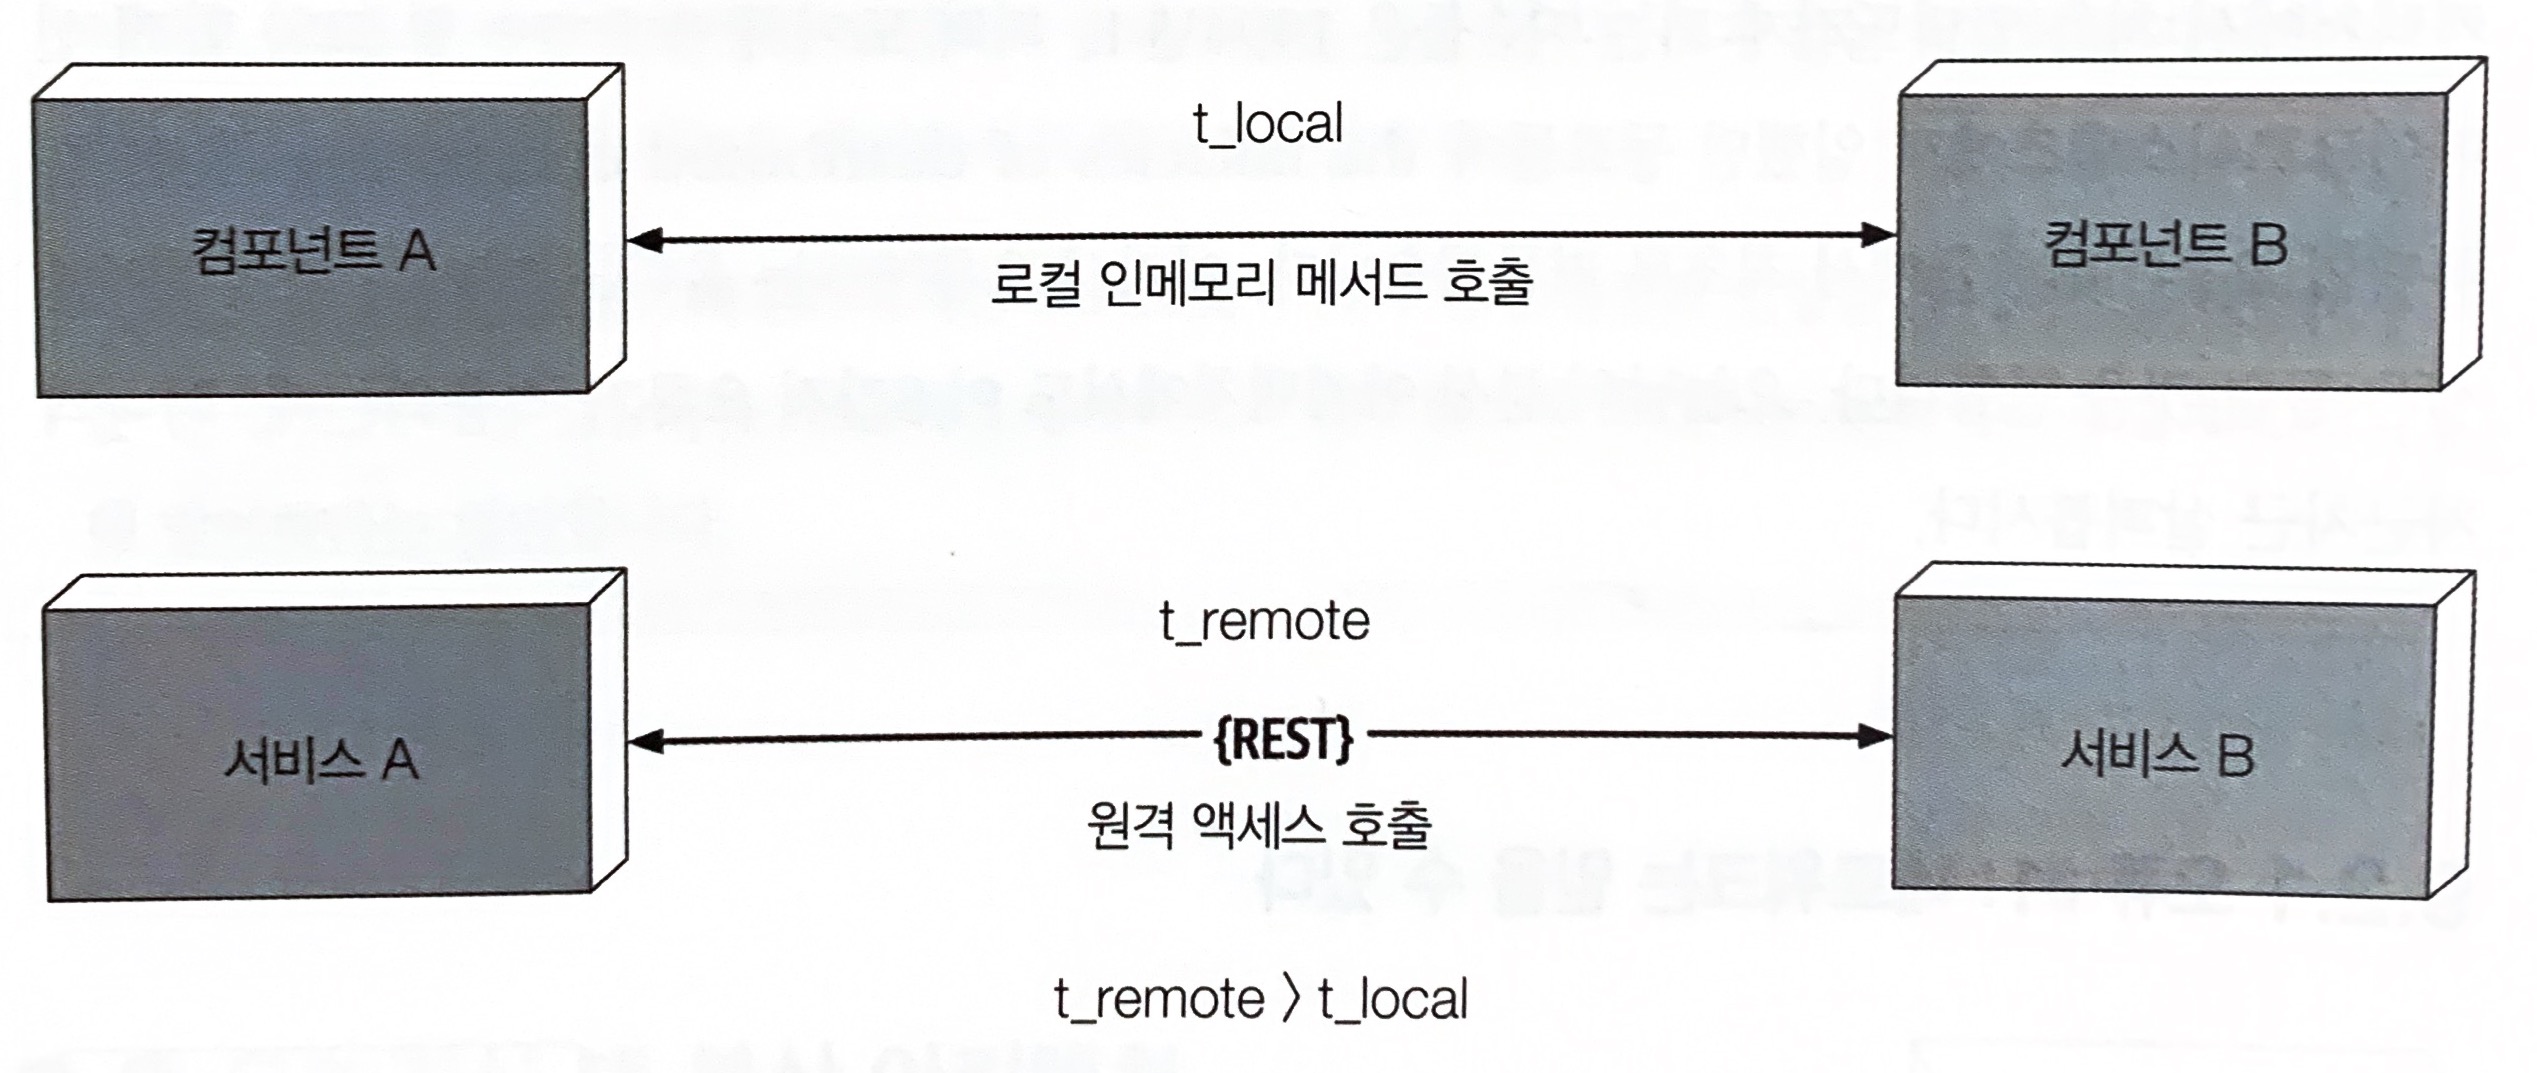 t_local
컴포넌트 A
컴포넌트 B
로컬 인메모리 메서드 호출
t_remote
{REST}
서비스 A
서비스 B
원격 액세스 호출
t_remote 〉 t_local